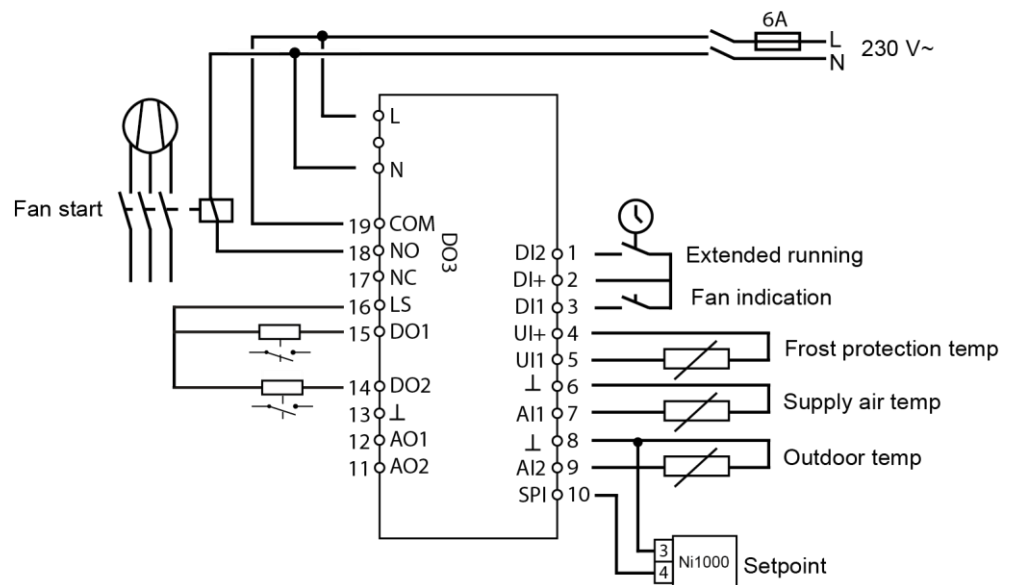 6A
L
N
230 V~
L
N
Fan start
19 COM
18 NO
17 NC
DO3
16 LS
15 DO1
14 DO2
13 ⊥
12 AO1
11 AO2
DI2 1
DI+ 2
DI1 3
UI+ 4
UI1 5
⊥ 6
AI1 7
⊥ 8
AI2 9
SPI 10
Extended running
Fan indication
Frost protection temp
Supply air temp
Outdoor temp
3
4
Ni1000
Setpoint